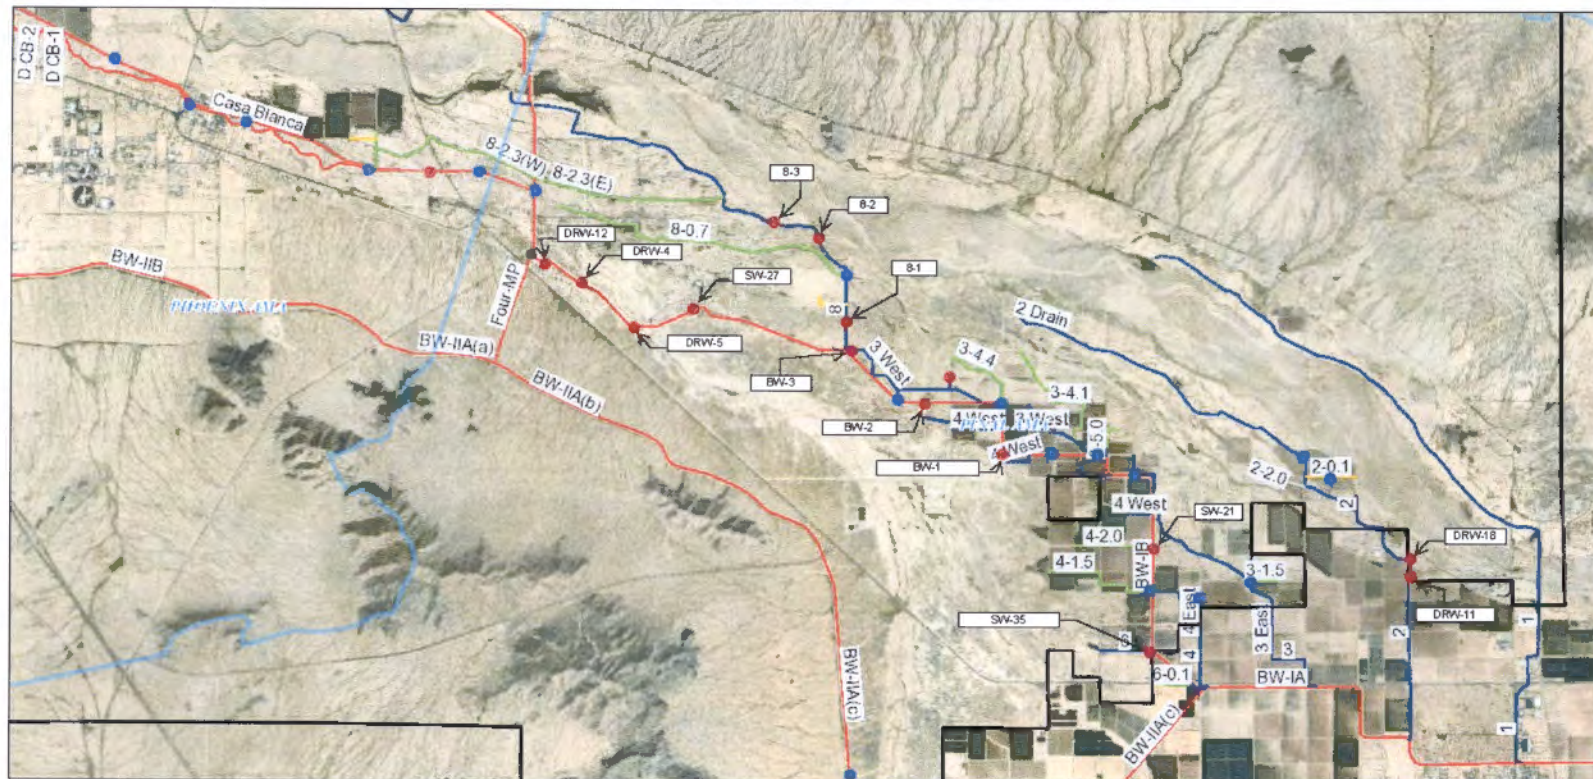 D CB-2
D CB-1
Casa Blanca
8-2.3(W)
8-2.3(E)
8-3
8-2
8-0.7
DRW-12
DRW-4
SW-27
8-1
BW-IIB
PHOENIX AMA
Four-MP
BW-IIA(a)
DRW-5
8
2 Drain
3 West
3-4.4
BW-3
BW-IIA(b)
3-4.1
4 West
3 West
BW-2
PINAL AMA
4 West
-5.0
BW-1
2-2.0
2-0.1
2
4 West
SW-21
4-2.0
DRW-18
4-1.5
BW-IB
3-1.5
DRW-11
SW-35
4 East
3 East
2
1
4
3
6-0.1
BW-IA
BW-IIA(c)
BW-IIA(c)
1